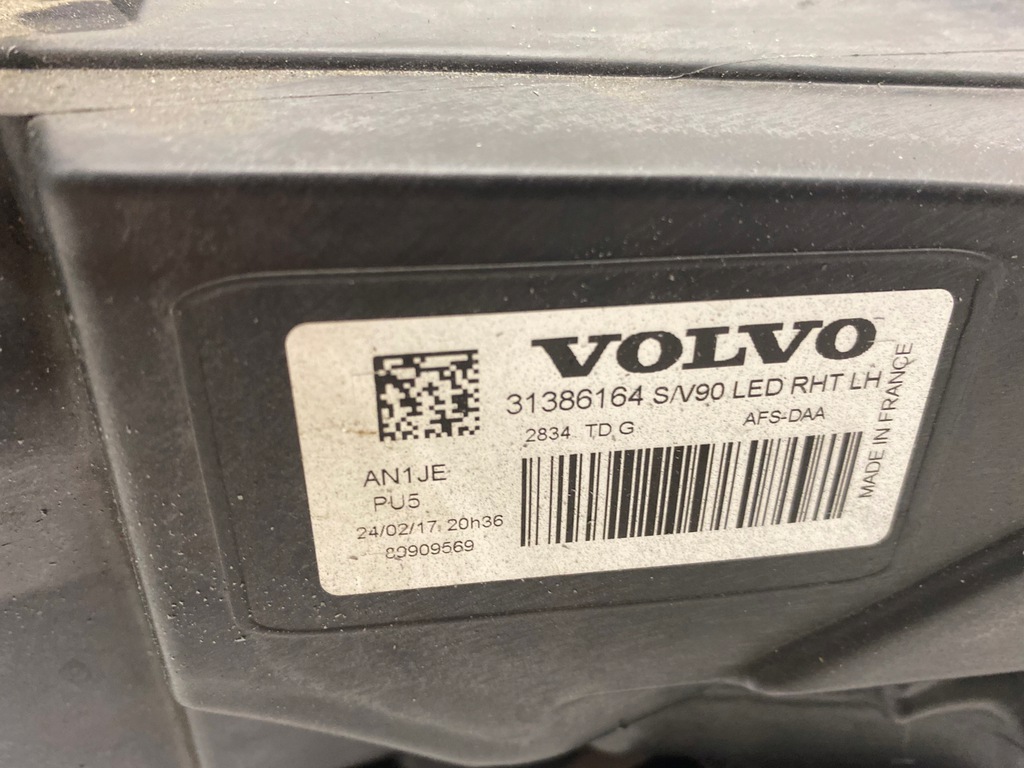 VOLVO
31386164 S/V90 LED RHT LH
2834 TD G AFS-DAA
MADE IN FRANCE
AN1JE
PU5
24/02/17 20h36
80909569